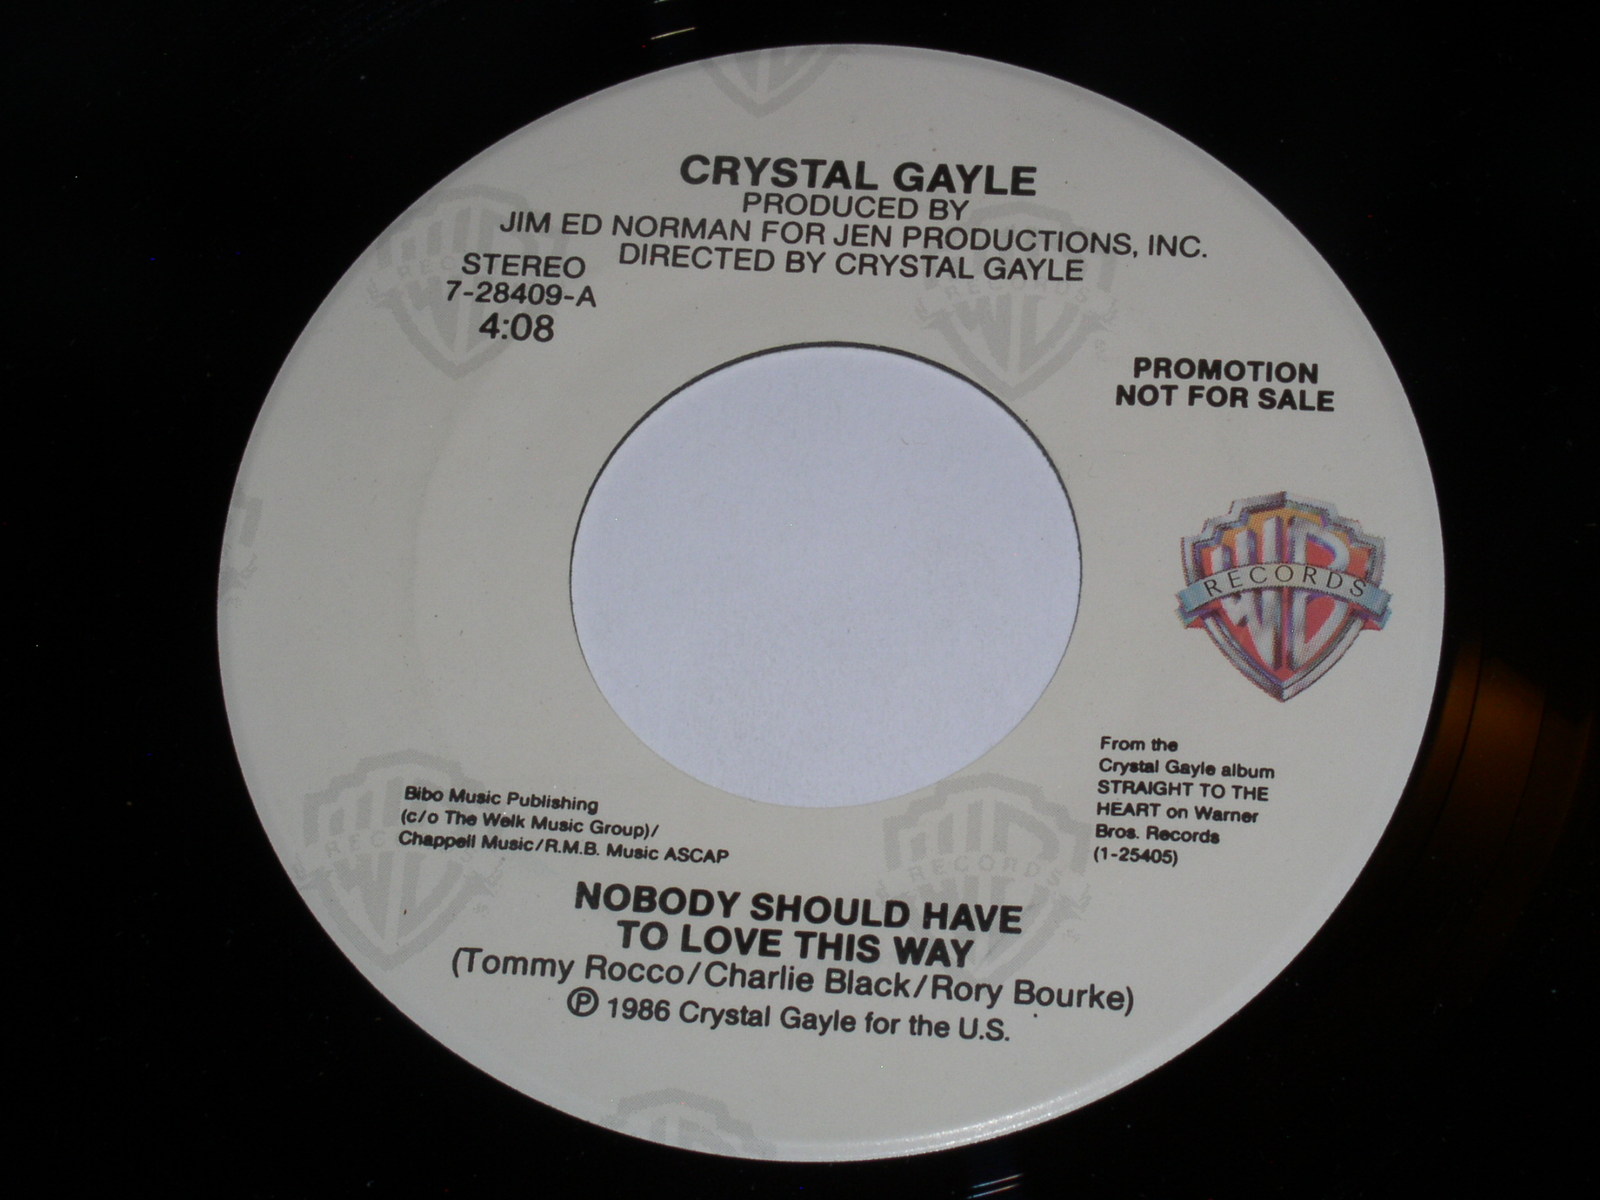 CRYSTAL GAYLE
PRODUCED BY
JIM ED NORMAN FOR JEN PRODUCTIONS, INC.
DIRECTED BY CRYSTAL GAYLE
STEREO
7-28409-A
4:08
PROMOTION
NOT FOR SALE
WB
RECORDS
From the
Crystal Gayle album
STRAIGHT TO THE
HEART on Warner
Bros. Records
(1-25405)
Bibo Music Publishing
(c/o The Welk Music Group)/
Chappell Music/R.M.B. Music ASCAP
NOBODY SHOULD HAVE
TO LOVE THIS WAY
(Tommy Rocco/Charlie Black/Rory Bourke)
℗ 1986 Crystal Gayle for the U.S.